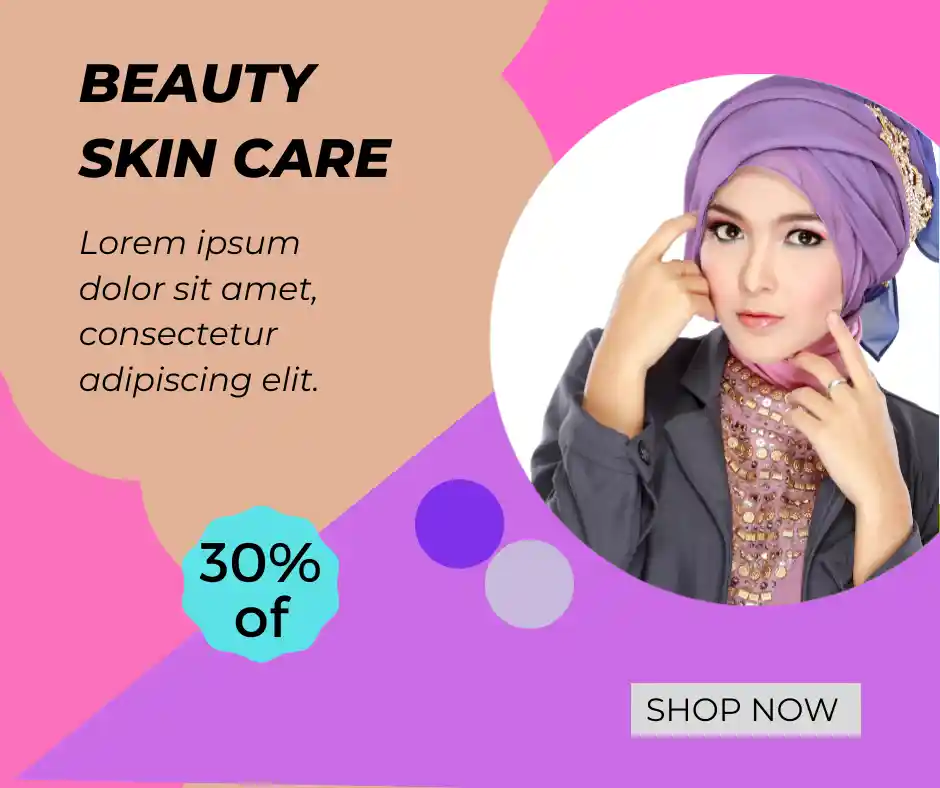 BEAUTY
SKIN CARE
Lorem ipsum
dolor sit amet,
consectetur
adipiscing elit.
30%
of
SHOP NOW